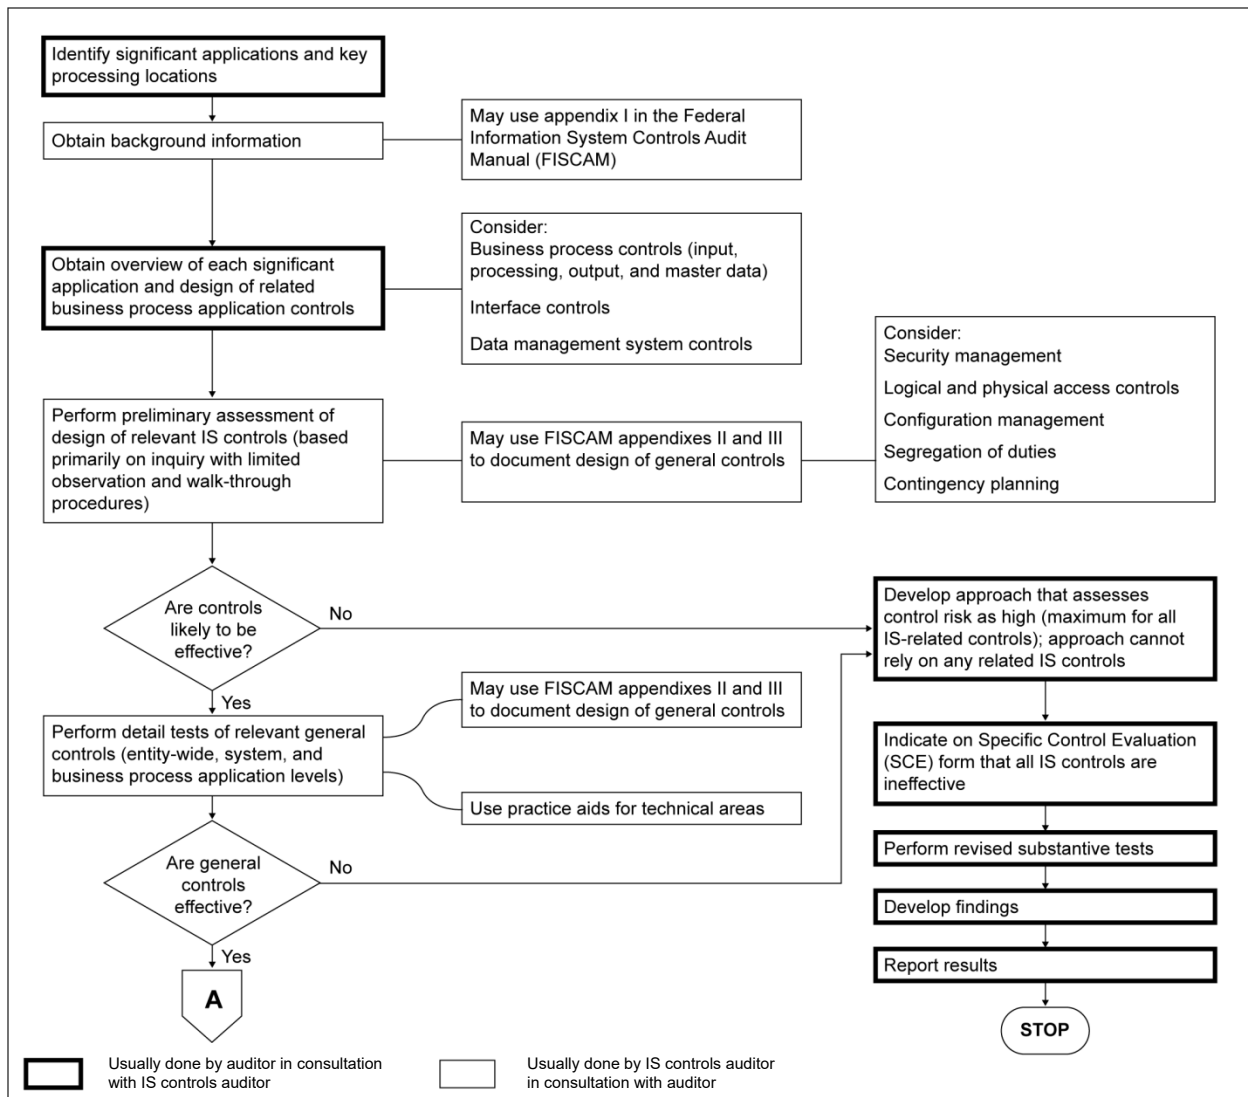 Identify significant applications and key
processing locations
Obtain background information
May use appendix I in the Federal
Information System Controls Audit
Manual (FISCAM)
Obtain overview of each significant
application and design of related
business process application controls
Consider:
Business process controls (input,
processing, output, and master data)
Interface controls
Data management system controls
Perform preliminary assessment of
design of relevant IS controls (based
primarily on inquiry with limited
observation and walk-through
procedures)
May use FISCAM appendixes II and III
to document design of general controls
Consider:
Security management
Logical and physical access controls
Configuration management
Segregation of duties
Contingency planning
Are controls
likely to be
effective?
No
Yes
Develop approach that assesses
control risk as high (maximum for all
IS-related controls); approach cannot
rely on any related IS controls
Perform detail tests of relevant general
controls (entity-wide, system, and
business process application levels)
May use FISCAM appendixes II and III
to document design of general controls
Use practice aids for technical areas
Indicate on Specific Control Evaluation
(SCE) form that all IS controls are
ineffective
Are general
controls
effective?
No
Yes
A
Perform revised substantive tests
Develop findings
Report results
STOP
Usually done by auditor in consultation
with IS controls auditor
Usually done by IS controls auditor
in consultation with auditor